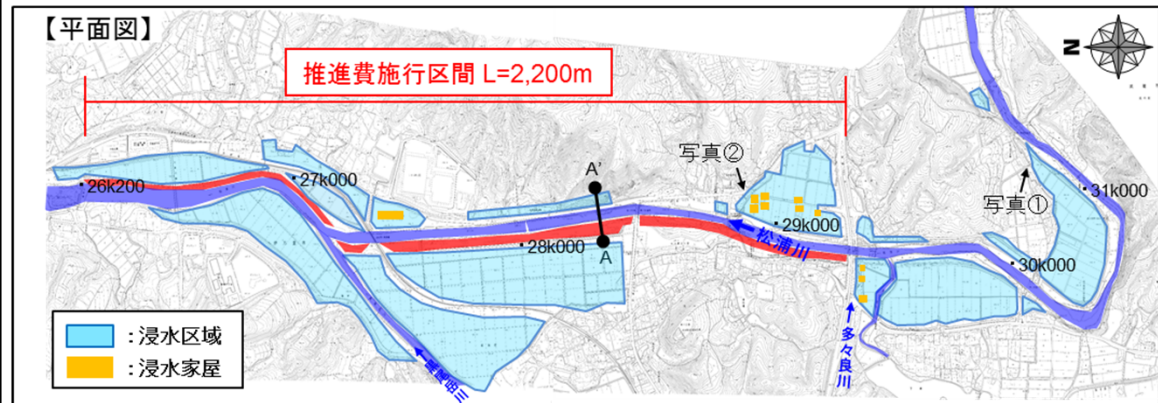 【平面図】
推進費施行区間 L=2,200m
N
写真②
A'
26k200
27k000
31k000
写真①
29k000
28k000
松浦川
A
30k000
:浸水区域
:浸水家屋
多々良川